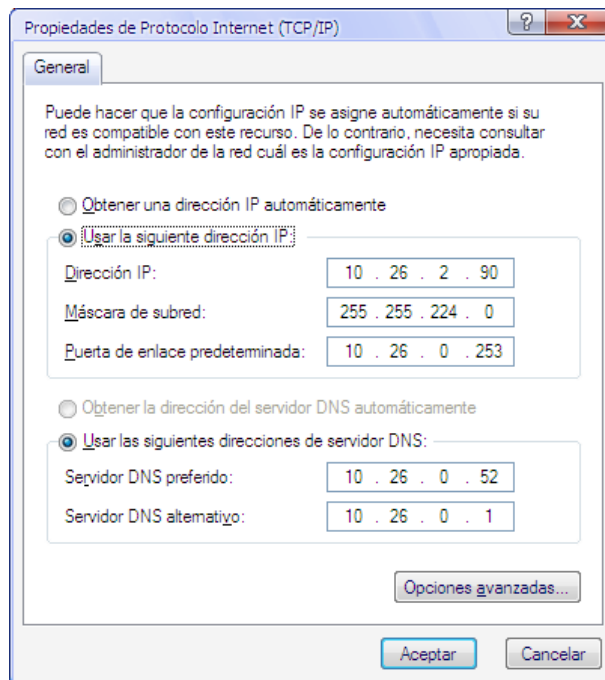 Propiedades de Protocolo Internet (TCP/IP)
General
Puede hacer que la configuración IP se asigne automáticamente si su
red es compatible con este recurso. De lo contrario, necesita consultar
con el administrador de la red cuál es la configuración IP apropiada.
Obtener una dirección IP automáticamente
Usar la siguiente dirección IP:
Dirección IP: 10 . 26 . 2 . 90
Máscara de subred: 255 . 255 . 224 . 0
Puerta de enlace predeterminada: 10 . 26 . 0 . 253
Obtener la dirección del servidor DNS automáticamente
Usar las siguientes direcciones de servidor DNS:
Servidor DNS preferido: 10 . 26 . 0 . 52
Servidor DNS alternativo: 10 . 26 . 0 . 1
Opciones avanzadas...
Aceptar Cancelar